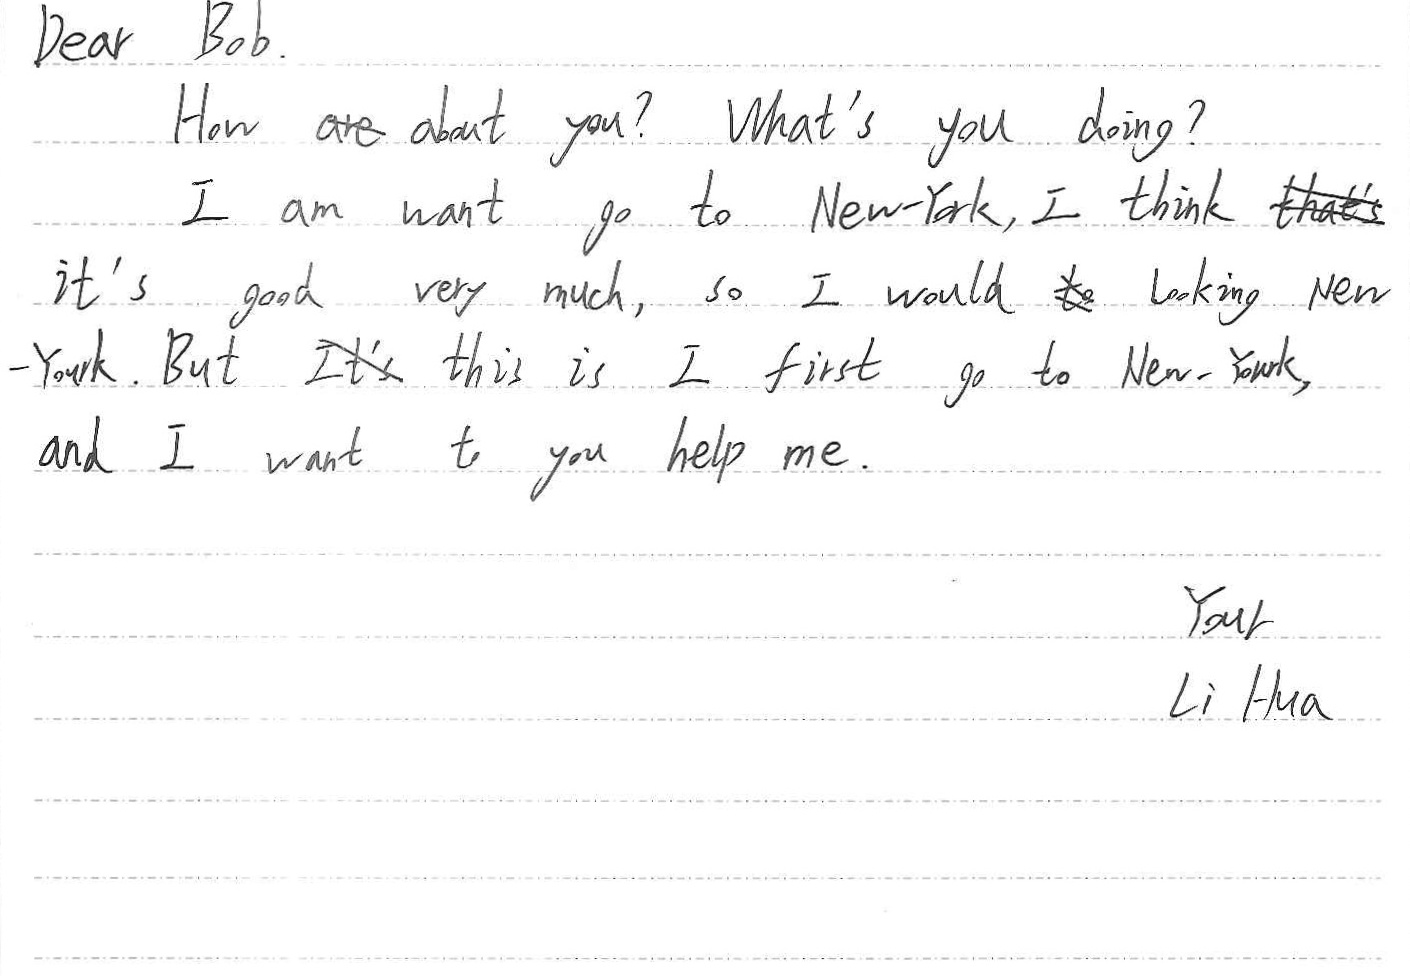 Dear Bob.
How are about you? What's you doing?
I am want go to New-York, I think that's
it's good very much, so I would to Looking New
-Yourk. But It's this is I first go to New-Yourk,
and I want to you help me.
Your
Li Hua